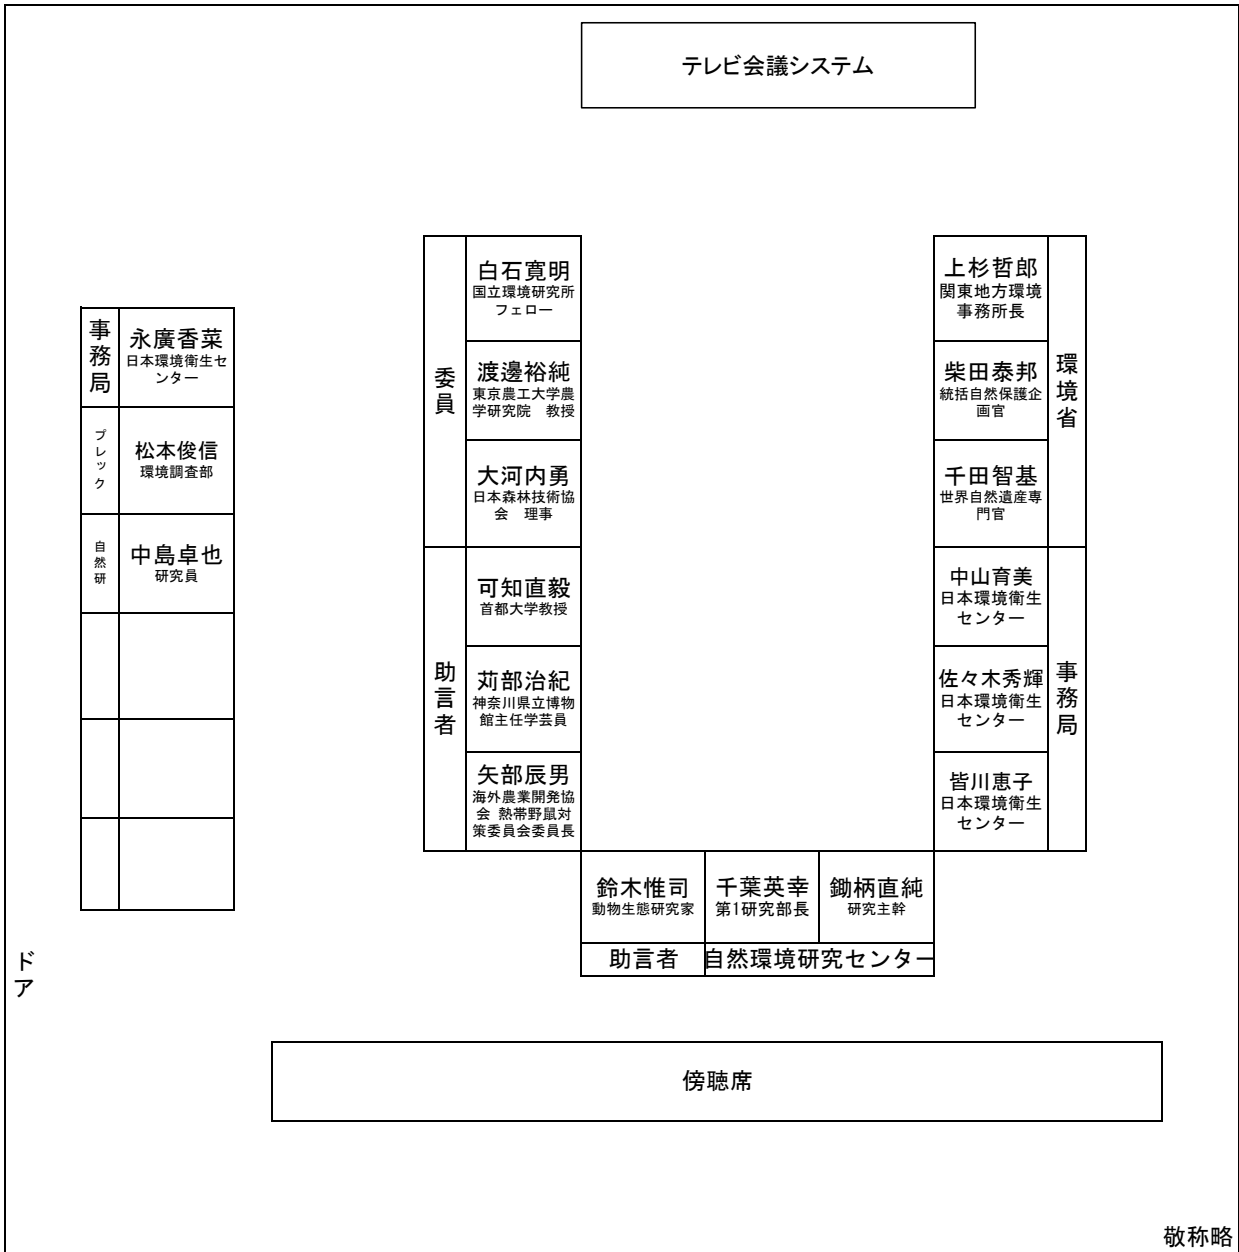 テレビ会議システム
事務局
永廣香菜
日本環境衛生セ
ンター
プレック
松本俊信
環境調査部
自然研
中島卓也
研究員
委員
白石寛明
国立環境研究所
フェロー
渡邊裕純
東京農工大学農
学研究院　教授
大河内勇
日本森林技術協
会　理事
助言者
可知直毅
首都大学教授
苅部治紀
神奈川県立博物
館主任学芸員
矢部辰男
海外農業開発協
会 熱帯野鼠対
策委員会委員長
上杉哲郎
関東地方環境
事務所長
環境省
柴田泰邦
統括自然保護企
画官
千田智基
世界自然遺産専
門官
中山育美
日本環境衛生
センター
事務局
佐々木秀輝
日本環境衛生
センター
皆川恵子
日本環境衛生
センター
鈴木惟司
動物生態研究家
千葉英幸
第1研究部長
鋤柄直純
研究主幹
助言者
自然環境研究センター
ドア
傍聴席
敬称略